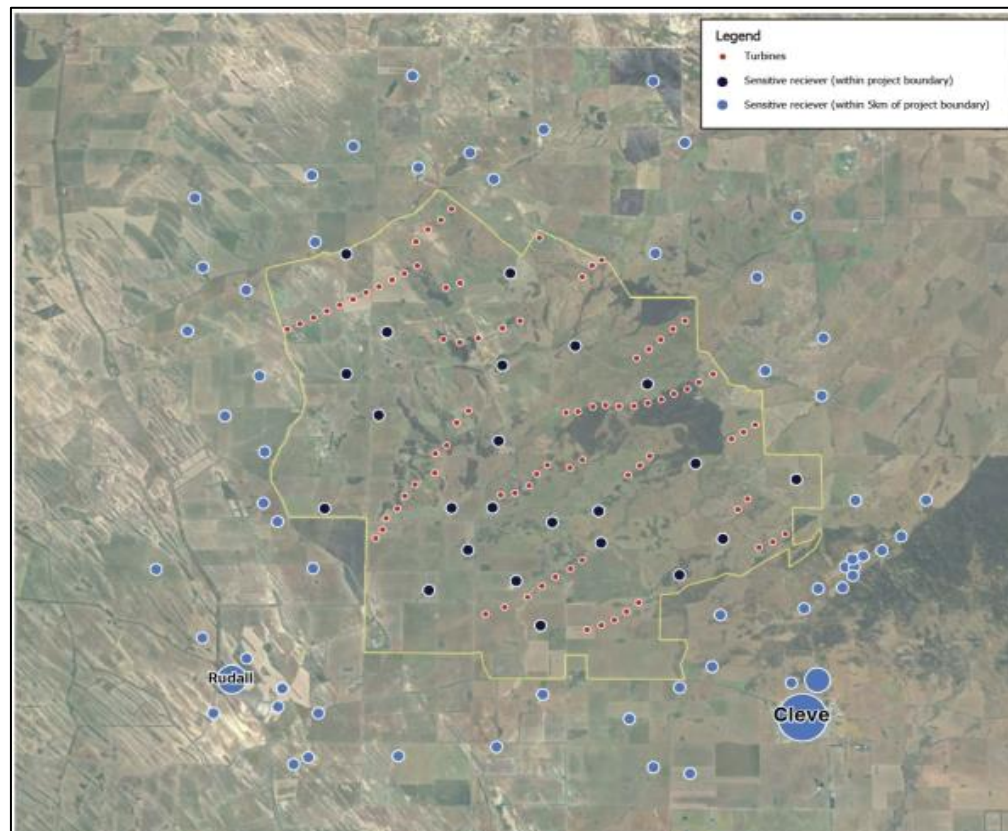 Legend
Turbines
Sensitive reciever (within project boundary)
Sensitive reciever (within 5km of project boundary)
Rudall
Cleve